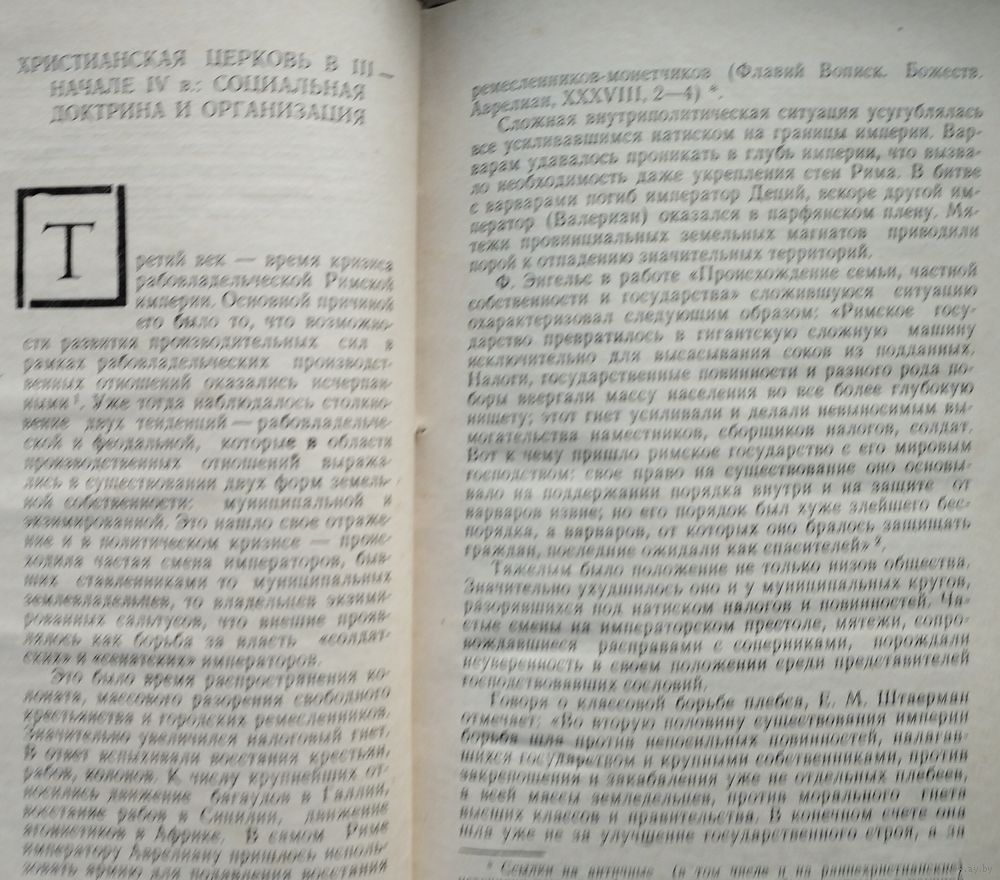 ХРИСТИАНСКАЯ ЦЕРКОВЬ В III —
НАЧАЛЕ IV в.: СОЦИАЛЬНАЯ
ДОКТРИНА И ОРГАНИЗАЦИЯ
Т
ретий век — время кризиса
рабовладельческой Римской
империи. Основной причиной
его было то, что возможно-
сти развития производительных сил в
рамках рабовладельческих производст-
венных отношений оказались исчерпан-
ными¹. Уже тогда наблюдалось столкно-
вение двух тенденций — рабовладельче-
ской и феодальной, которые в области
производственных отношений выража-
лись в существовании двух форм земель-
ной собственности: муниципальной и
экзимированной. Это нашло свое отраже-
ние и в политическом кризисе — проис-
ходила частая смена императоров, быв-
ших ставленниками то муниципальных
землевладельцев, то владельцев экзими-
рованных сальтусов, что внешне прояв-
лялось как борьба за власть «солдат-
ских» и «сенатских» императоров.
Это было время распространения ко-
лоната, массового разорения свободного
крестьянства и городских ремесленников.
Значительно увеличился налоговый гнет.
В ответ вспыхивали восстания крестьян,
рабов, колонов. К числу крупнейших от-
носились движение багаудов в Галлии,
восстание рабов в Сицилии, движение
агонистиков в Африке. В самом Риме
императору Аврелиану пришлось исполь-
зовать армию для подавления восстания
ремесленников-монетчиков (Флавий Вописк. Божеств.
Аврелиан, XXXVIII, 2—4) *.
Сложная внутриполитическая ситуация усугублялась
все усиливавшимся натиском на границы империи. Вар-
варам удавалось проникать в глубь империи, что вызва-
ло необходимость даже укрепления стен Рима. В битве
с варварами погиб император Деций, вскоре другой им-
ператор (Валериан) оказался в парфянском плену. Мя-
тежи провинциальных земельных магнатов приводили
порой к отпадению значительных территорий.
Ф. Энгельс в работе «Происхождение семьи, частной
собственности и государства» сложившуюся ситуацию
охарактеризовал следующим образом: «Римское госу-
дарство превратилось в гигантскую сложную машину
исключительно для высасывания соков из подданных.
Налоги, государственные повинности и разного рода по-
боры ввергали массу населения во все более глубокую
нищету; этот гнет усиливали и делали невыносимым вы-
могательства наместников, сборщиков налогов, солдат.
Вот к чему пришло римское государство с его мировым
господством: свое право на существование оно основы-
вало на поддержании порядка внутри и на защите от
варваров извне; но его порядок был хуже злейшего бес-
порядка, а варваров, от которых оно бралось защищать
граждан, последние ожидали как спасителей»².
Тяжелым было положение не только низов общества.
Значительно ухудшилось оно и у муниципальных кругов,
разорявшихся под натиском налогов и повинностей. Ча-
стые смены на императорском престоле, мятежи, сопро-
вождавшиеся расправами с соперниками, порождали
неуверенность в своем положении среди представителей
господствовавших сословий.
Говоря о классовой борьбе плебса, Е. М. Штаерман
отмечает: «Во вторую половину существования империи
борьба шла против непосильных повинностей, налагав-
шихся государством и крупными собственниками, против
закрепощения и закабаления уже не отдельных плебеев,
а всей массы земледельцев, против морального гнета
высших классов и правительства. В конечном счете она
шла уже не за улучшение государственного строя, а за
* Ссылки на античные (а том числе и на раннехристианские)
ay.by